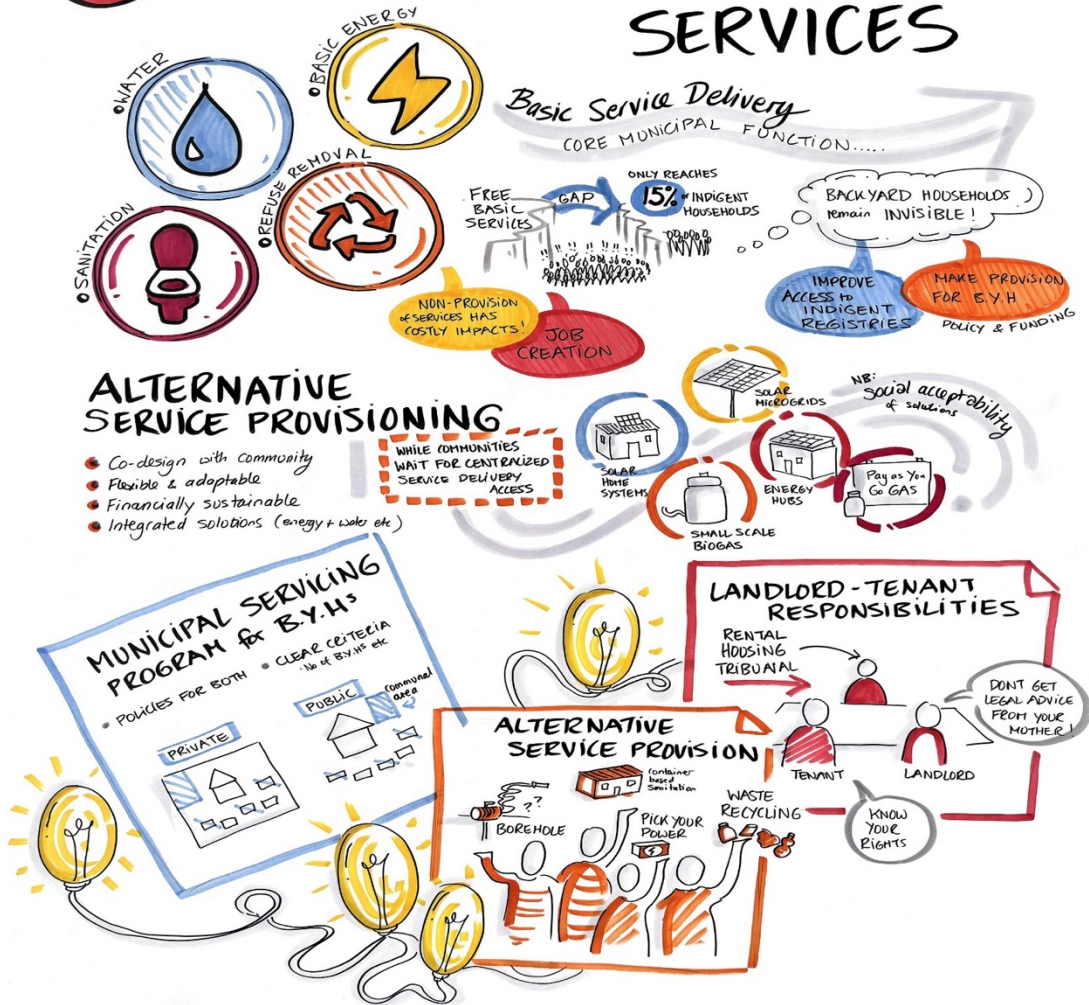 SERVICES
WATER
BASIC ENERGY
SANITATION
REFUSE REMOVAL
Basic Service Delivery
CORE MUNICIPAL FUNCTION.....
FREE
BASIC
SERVICES
GAP
ONLY REACHES
15% of INDIGENT
HOUSEHOLDS
BACKYARD HOUSEHOLDS
remain INVISIBLE!
NON-PROVISION
of SERVICES HAS
COSTLY IMPACTS!
JOB
CREATION
IMPROVE
ACCESS to
INDIGENT
REGISTRIES
MAKE PROVISION
FOR B.Y.H
POLICY & FUNDING
ALTERNATIVE
SERVICE PROVISIONING
Co-design with community
Flexible & adaptable
Financially sustainable
Integrated solutions (energy + water etc)
WHILE COMMUNITIES
WAIT FOR CENTRALIZED
SERVICE DELIVERY
ACCESS
SOLAR
HOME
SYSTEMS
SOLAR
MICROGRIDS
SMALL SCALE
BIOGAS
ENERGY
HUBS
Pay as You
Go GAS
NB:
Social acceptability
of solutions
MUNICIPAL SERVICING
PROGRAM for B.Y.Hs
POLICIES FOR BOTH
CLEAR CRITERIA
No of B.Y.Hs etc
PRIVATE
PUBLIC
communal
area
ALTERNATIVE
SERVICE PROVISION
??
BOREHOLE
container
based
sanitation
PICK YOUR
POWER
WASTE
RECYCLING
LANDLORD-TENANT
RESPONSIBILITIES
RENTAL
HOUSING
TRIBUATAL
TENANT
LANDLORD
DONT GET
LEGAL ADVICE
FROM YOUR
MOTHER!
KNOW
YOUR
RIGHTS